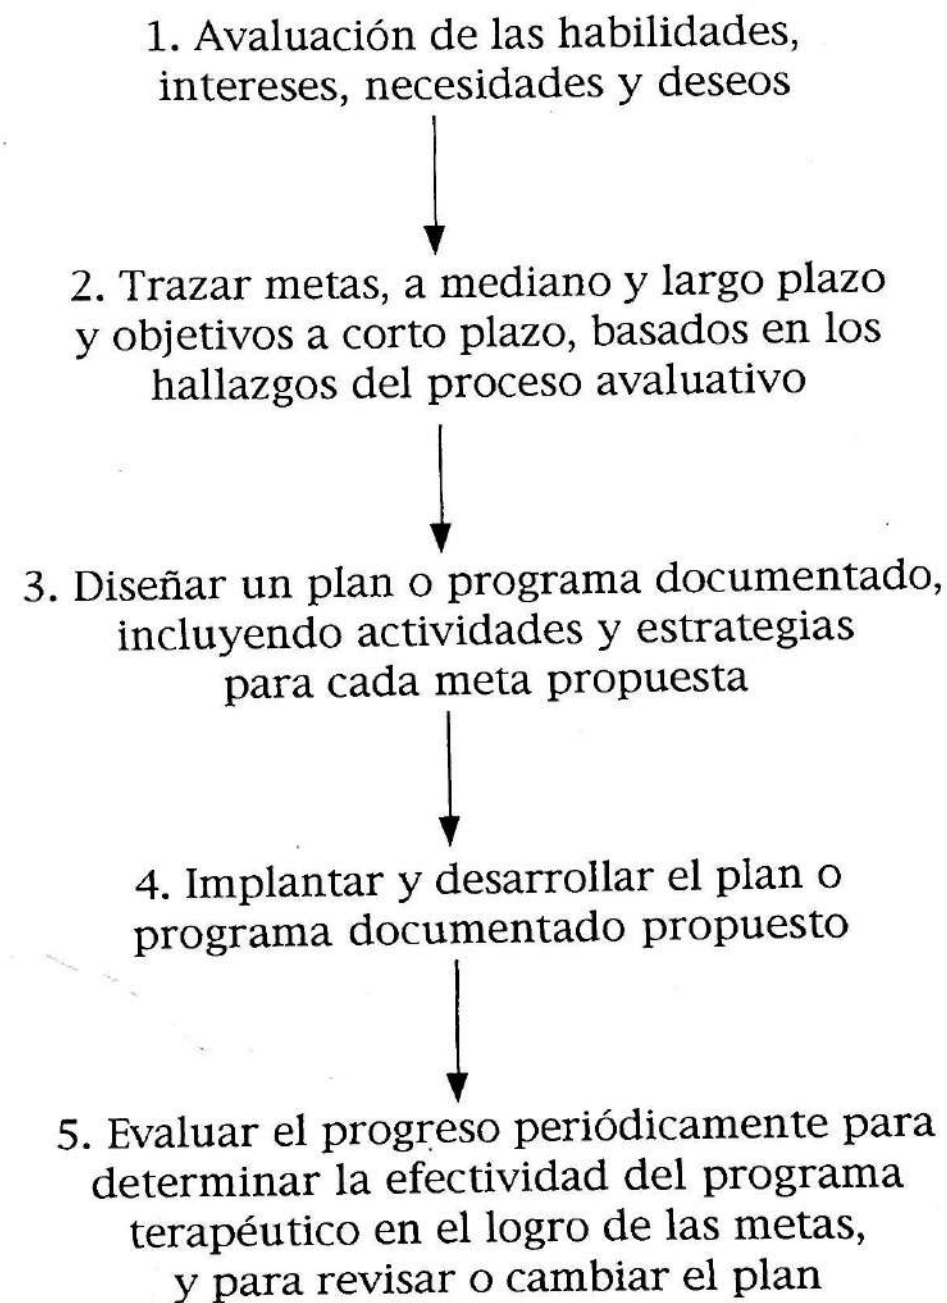 1. Avaluación de las habilidades,
intereses, necesidades y deseos
2. Trazar metas, a mediano y largo plazo
y objetivos a corto plazo, basados en los
hallazgos del proceso avaluativo
3. Diseñar un plan o programa documentado,
incluyendo actividades y estrategias
para cada meta propuesta
4. Implantar y desarrollar el plan o
programa documentado propuesto
5. Evaluar el progreso periódicamente para
determinar la efectividad del programa
terapéutico en el logro de las metas,
y para revisar o cambiar el plan